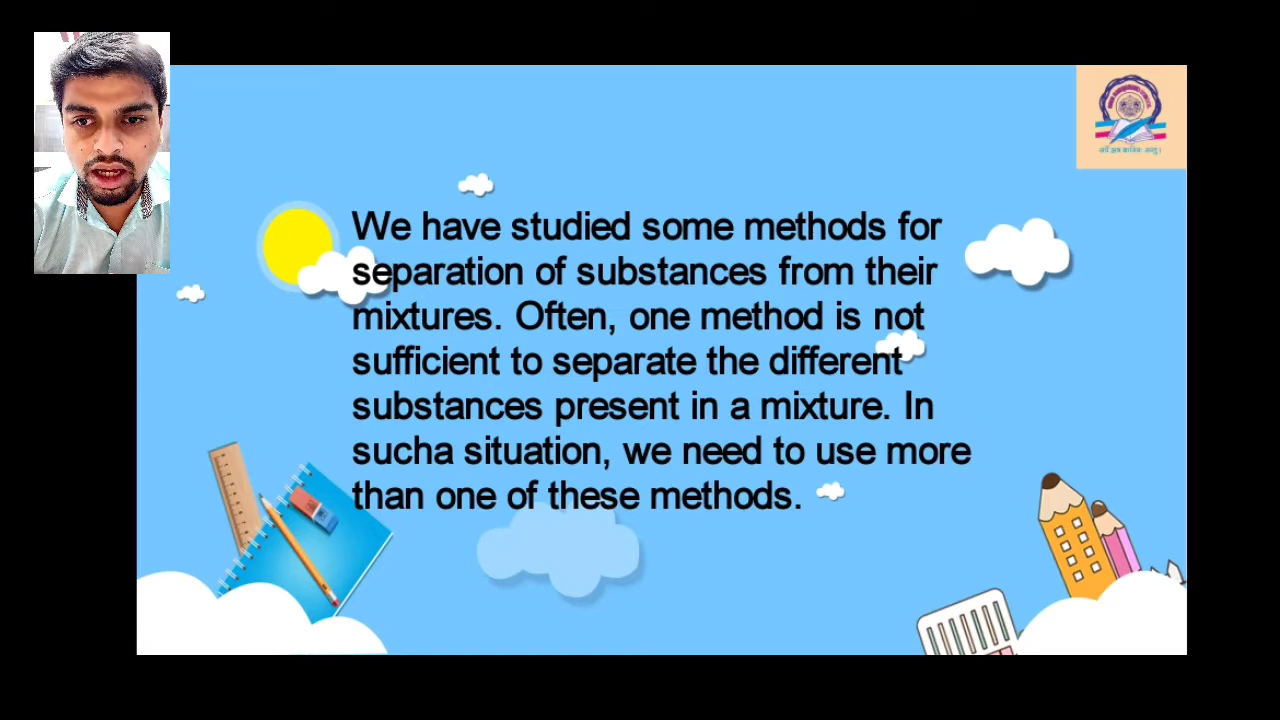 We have studied some methods for
separation of substances from their
mixtures. Often, one method is not
sufficient to separate the different
substances present in a mixture. In
sucha situation, we need to use more
than one of these methods.